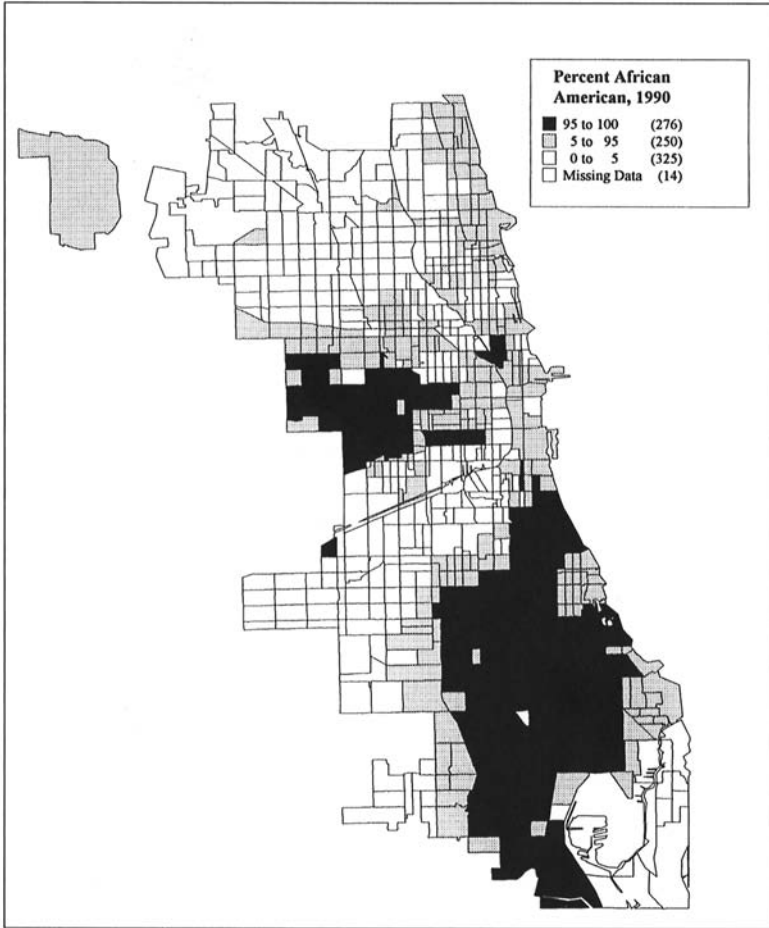 Percent African
American, 1990
95 to 100 (276)
5 to 95 (250)
0 to 5 (325)
Missing Data (14)